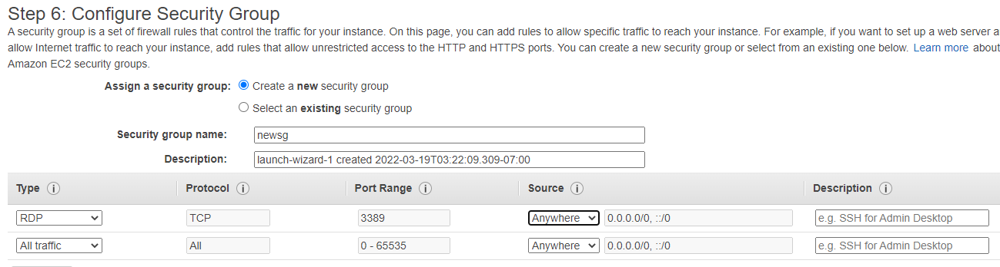 Step 6: Configure Security Group
A security group is a set of firewall rules that control the traffic for your instance. On this page, you can add rules to allow specific traffic to reach your instance. For example, if you want to set up a web server a
allow Internet traffic to reach your instance, add rules that allow unrestricted access to the HTTP and HTTPS ports. You can create a new security group or select from an existing one below. Learn more about
Amazon EC2 security groups.
Assign a security group: Create a new security group
Select an existing security group
Security group name: newsg
Description: launch-wizard-1 created 2022-03-19T03:22:09.309-07:00
Type i Protocol i Port Range i Source i Description i
RDP TCP 3389 Anywhere 0.0.0.0/0, ::/0 e.g. SSH for Admin Desktop
All traffic All 0 - 65535 Anywhere 0.0.0.0/0, ::/0 e.g. SSH for Admin Desktop